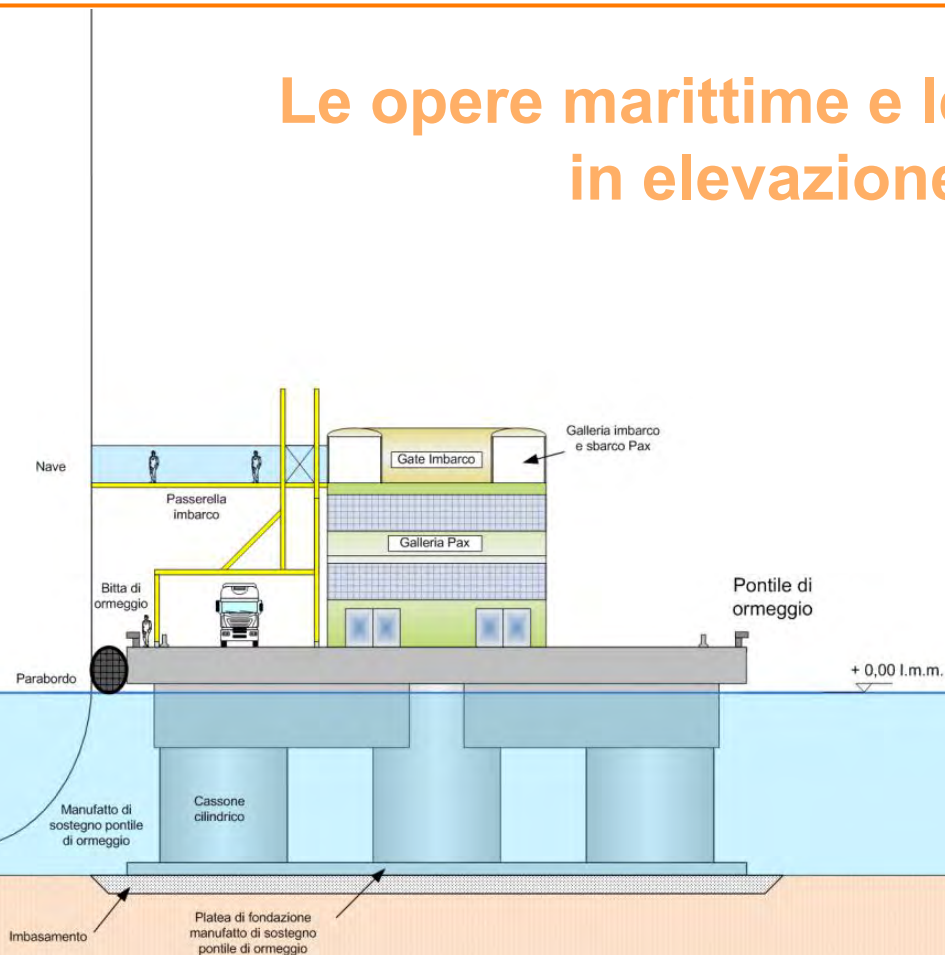 Le opere marittime e le
in elevazione
Galleria imbarco
e sbarco Pax
Gate Imbarco
Nave
Passerella
imbarco
Galleria Pax
Bitta di
ormeggio
Pontile di
ormeggio
Parabordo
+ 0,00 l.m.m.
Manufatto di
sostegno pontile
di ormeggio
Cassone
cilindrico
Platea di fondazione
manufatto di sostegno
pontile di ormeggio
Imbasamento